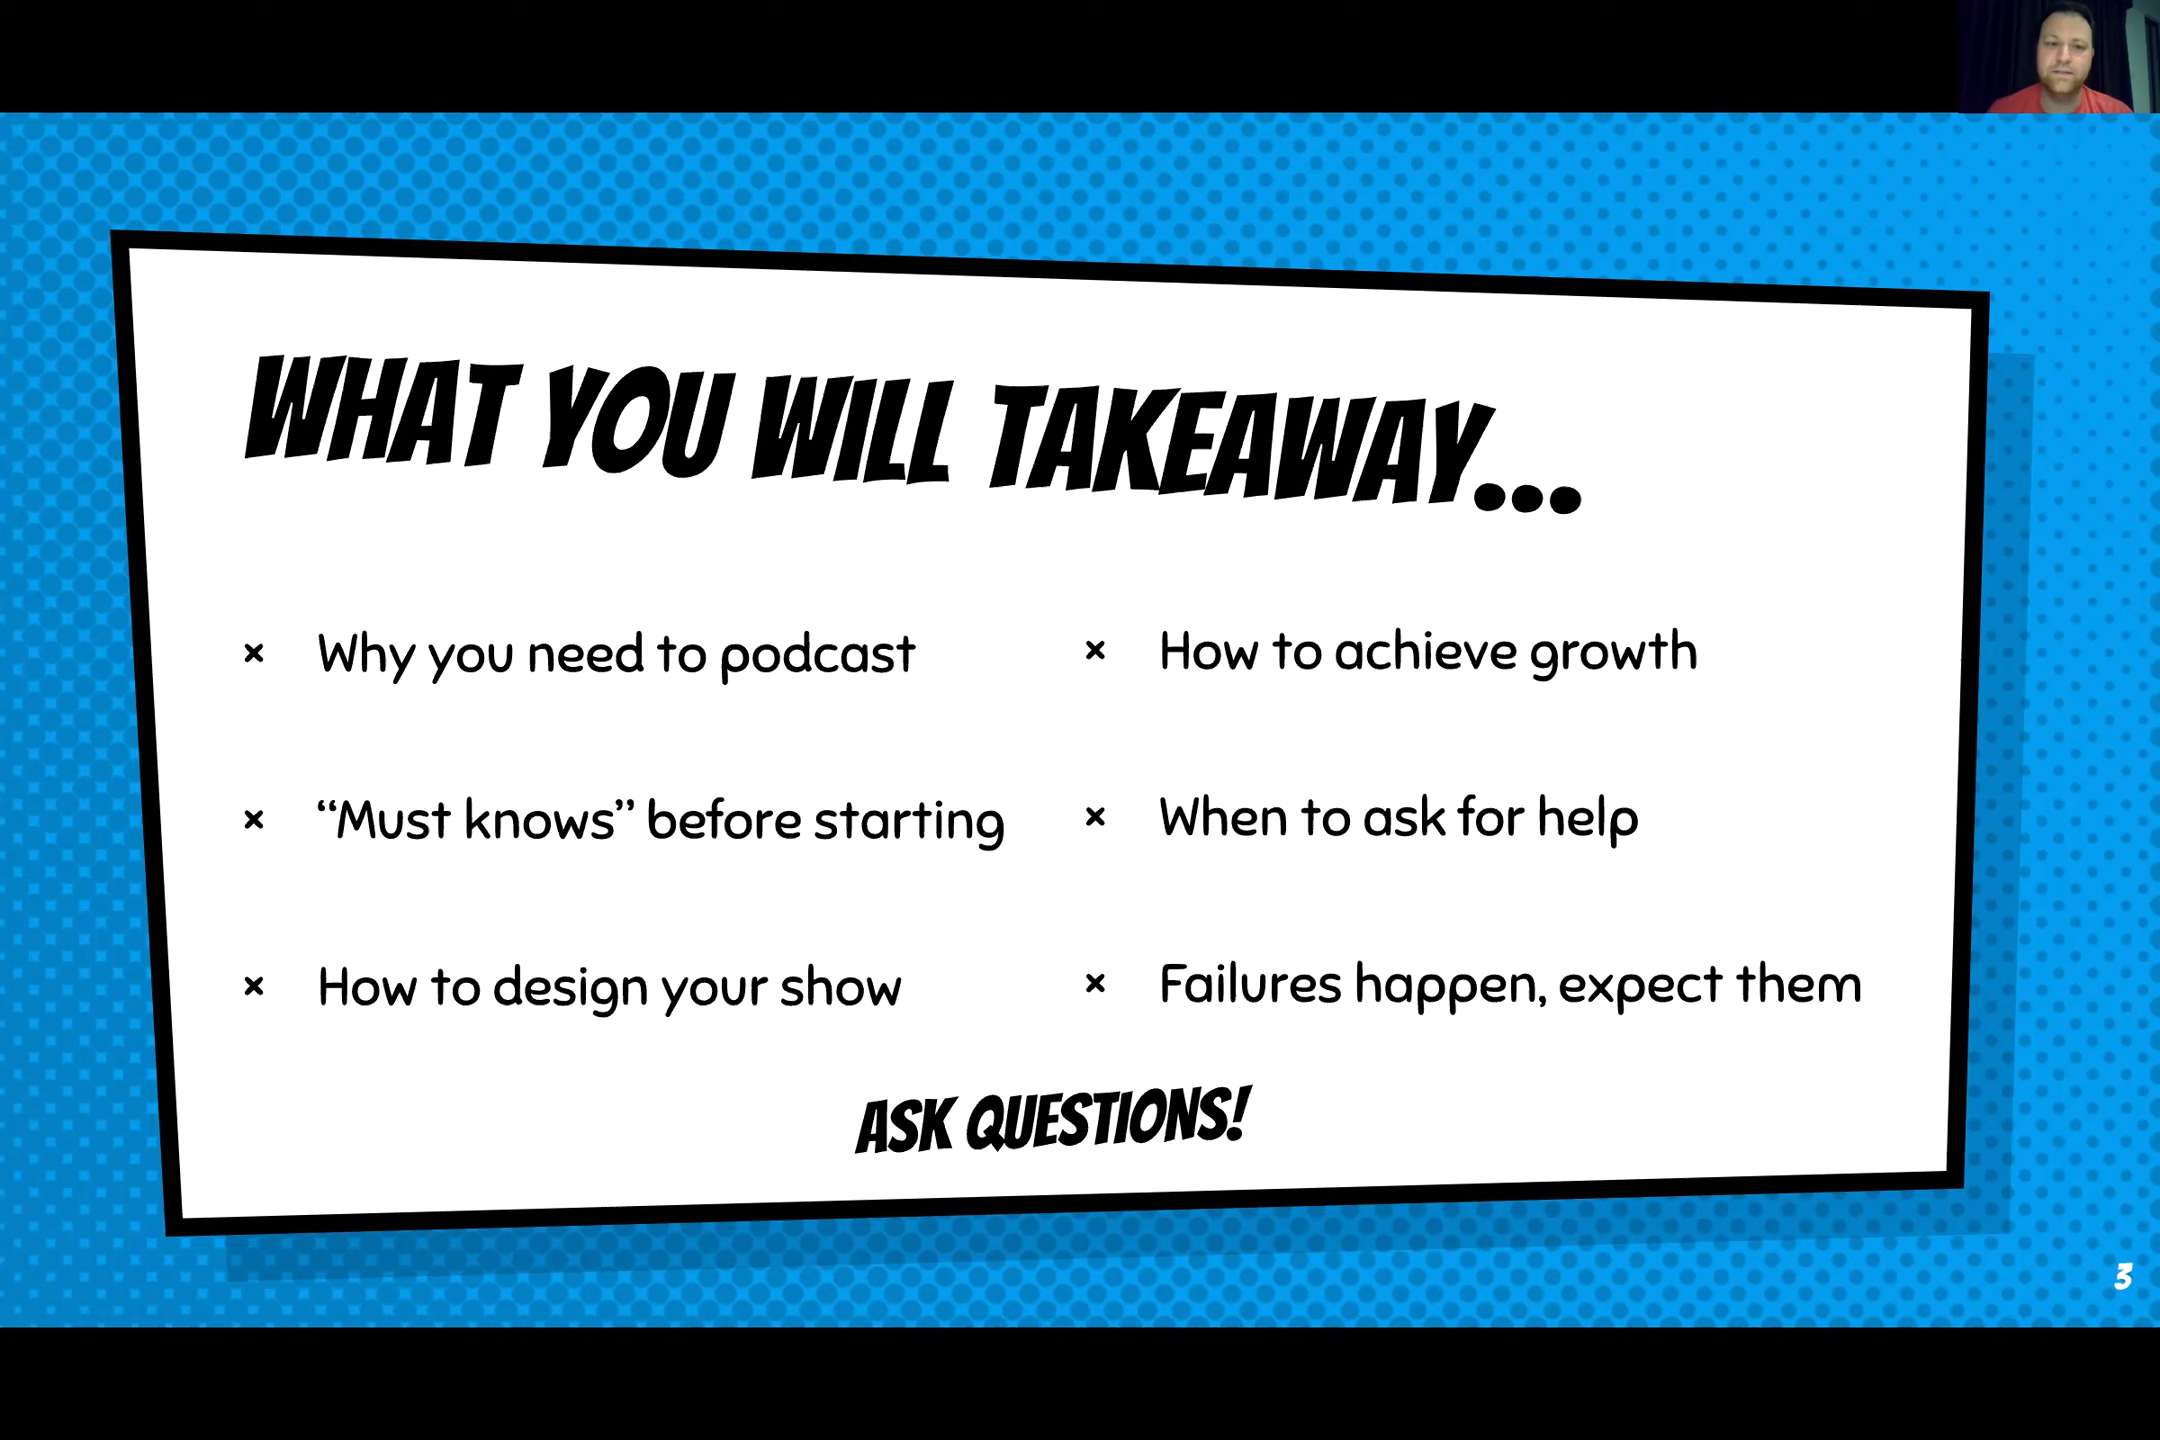 WHAT YOU WILL TAKEAWAY...
× Why you need to podcast
× “Must knows” before starting
× How to design your show
× How to achieve growth
× When to ask for help
× Failures happen, expect them
ASK QUESTIONS!
3